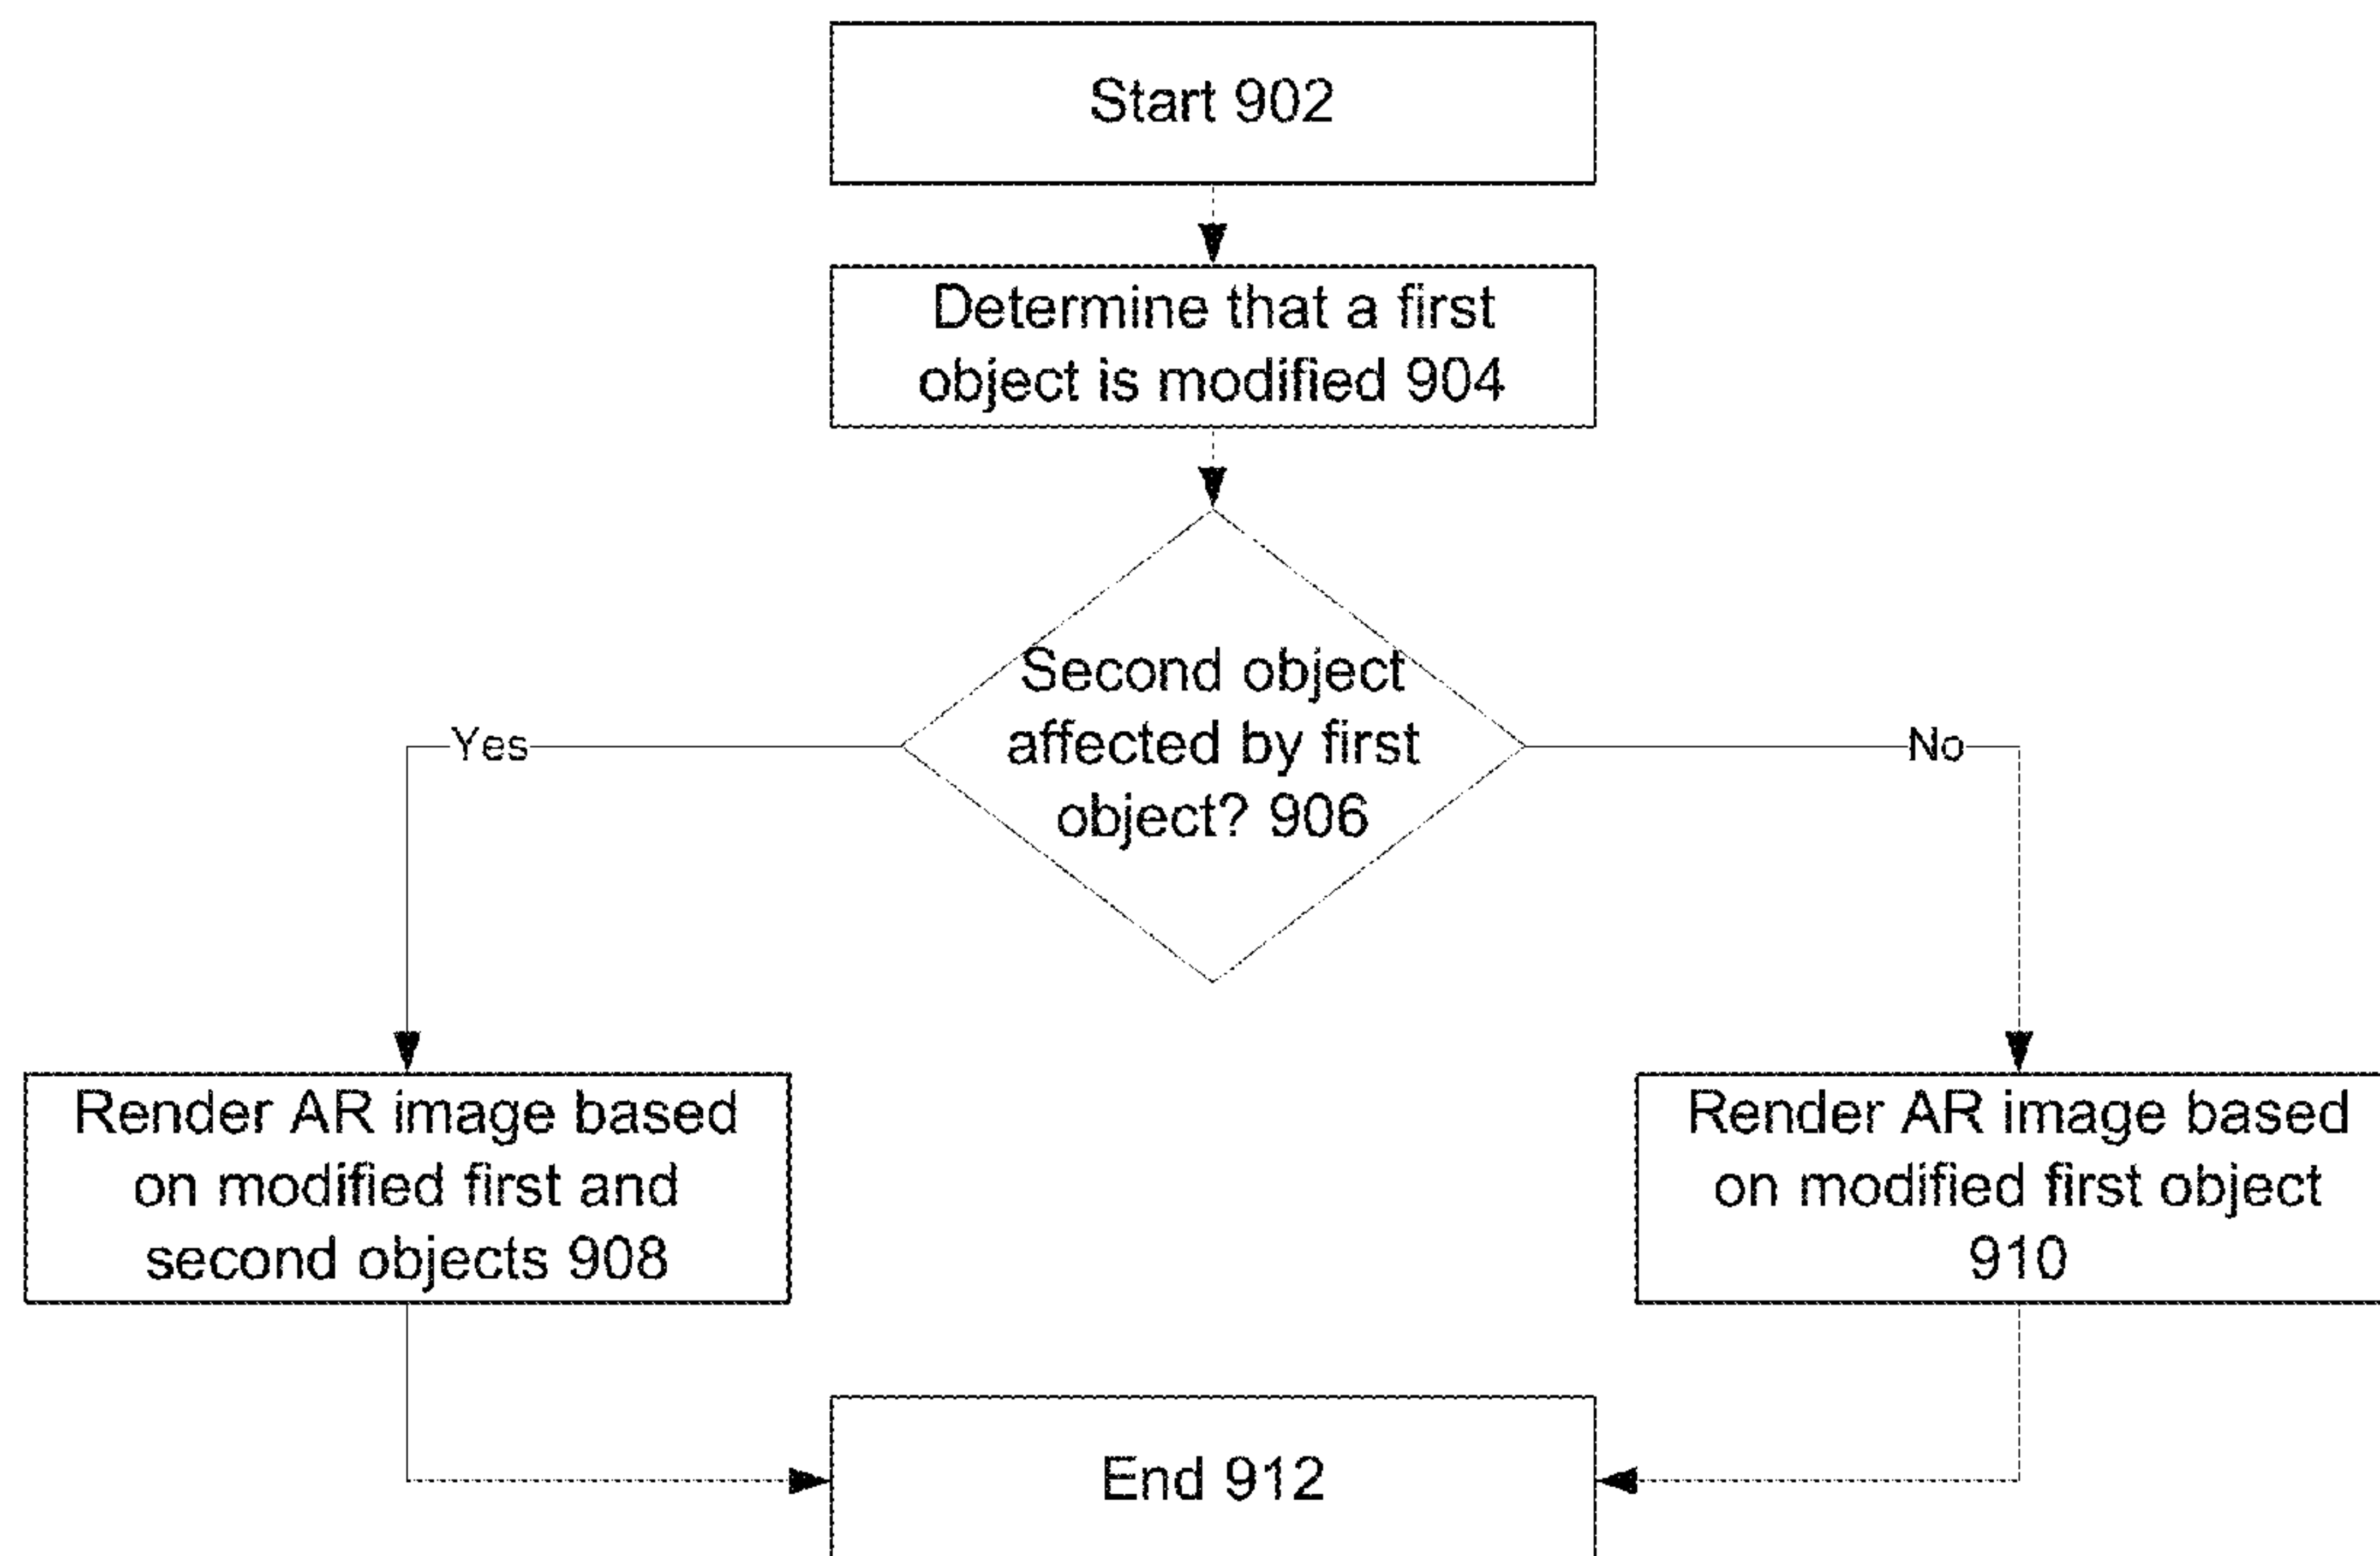 Start 902
Determine that a first
object is modified 904
Second object
affected by first
object? 906
Yes
No
Render AR image based
on modified first and
second objects 908
Render AR image based
on modified first object
910
End 912